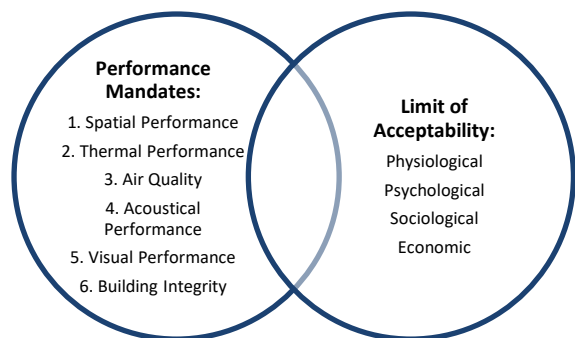 Performance
Mandates:
1. Spatial Performance
2. Thermal Performance
3. Air Quality
4. Acoustical
Performance
5. Visual Performance
6. Building Integrity
Limit of
Acceptability:
Physiological
Psychological
Sociological
Economic